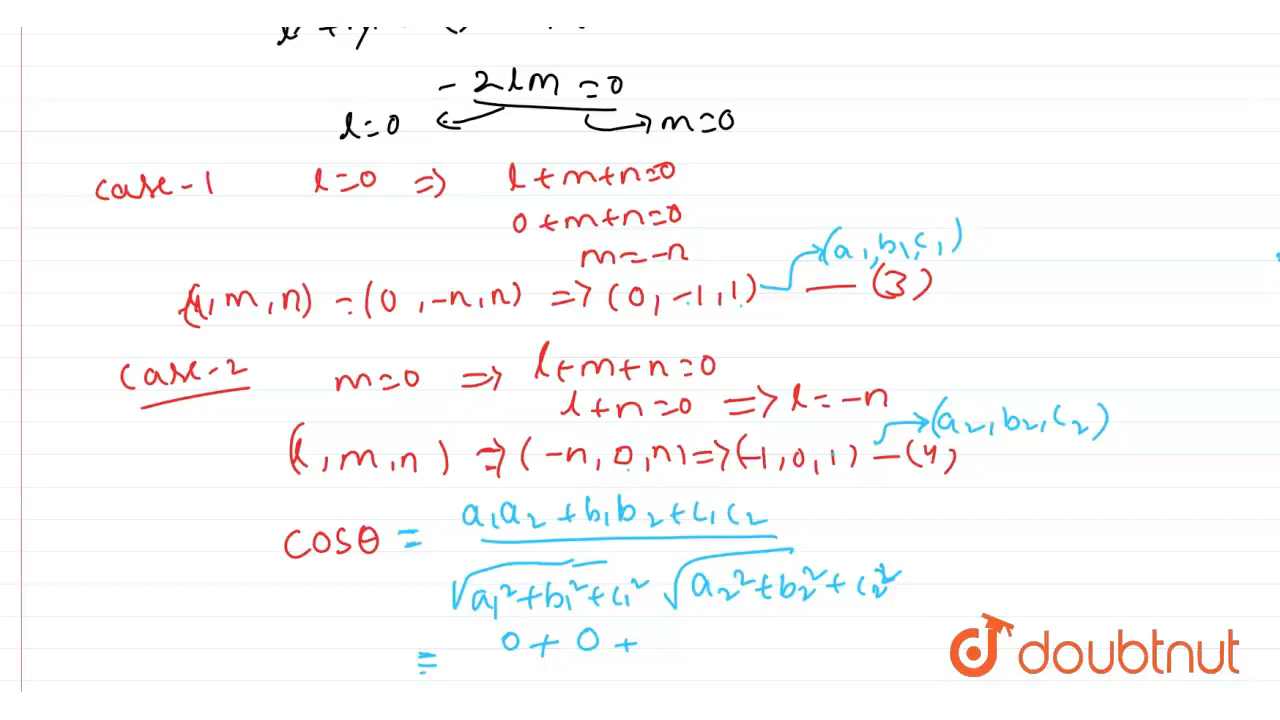 - 2lm = 0
l=0 m=0
case-1 l=0 => l+m+n=0
0+m+n=0
m=-n (a₁,b₁,c₁)
(l,m,n) = (0,-n,n) => (0,-1,1) — (3)
case-2 m=0 => l+m+n=0
l+n=0 => l=-n
(a₂,b₂,c₂)
(l,m,n) => (-n,0,n) => (-1,0,1) — (4)
a₁a₂+b₁b₂+c₁c₂
cosθ =
√a₁²+b₁²+c₁² √a₂²+b₂²+c₂²
= 0 + 0 +
doubtnut